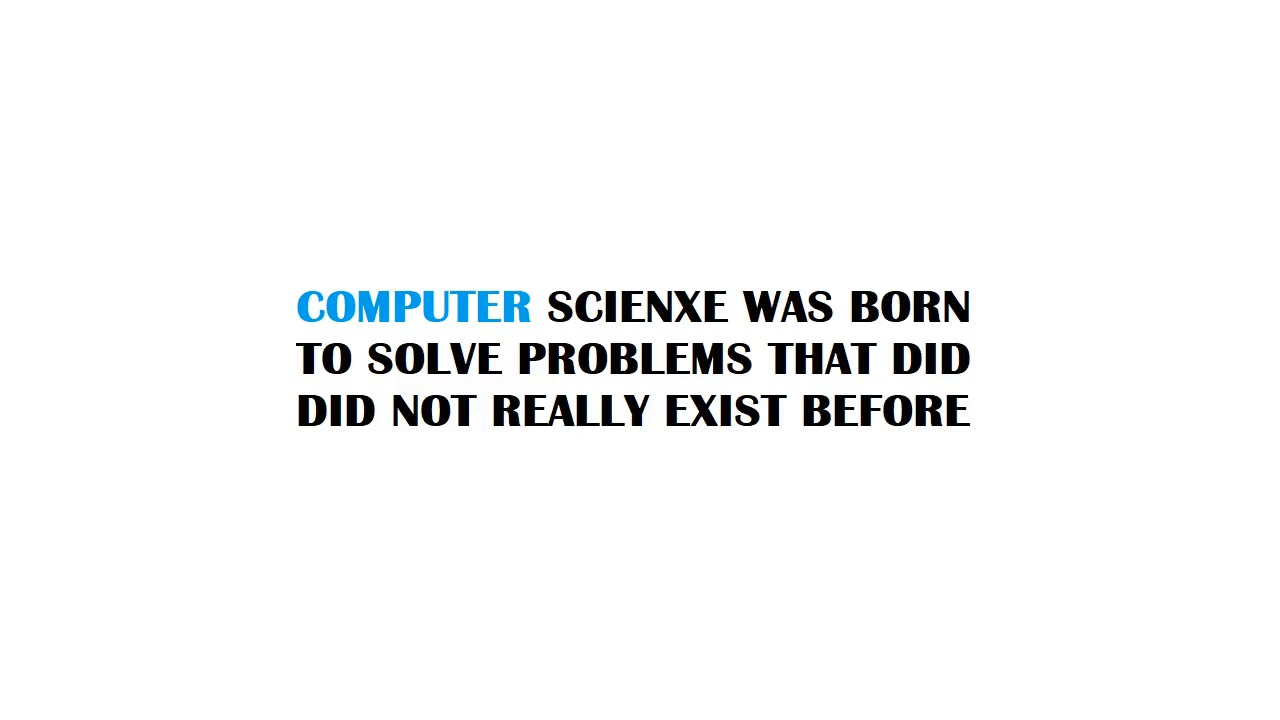 COMPUTER SCIENXE WAS BORN
TO SOLVE PROBLEMS THAT DID
DID NOT REALLY EXIST BEFORE